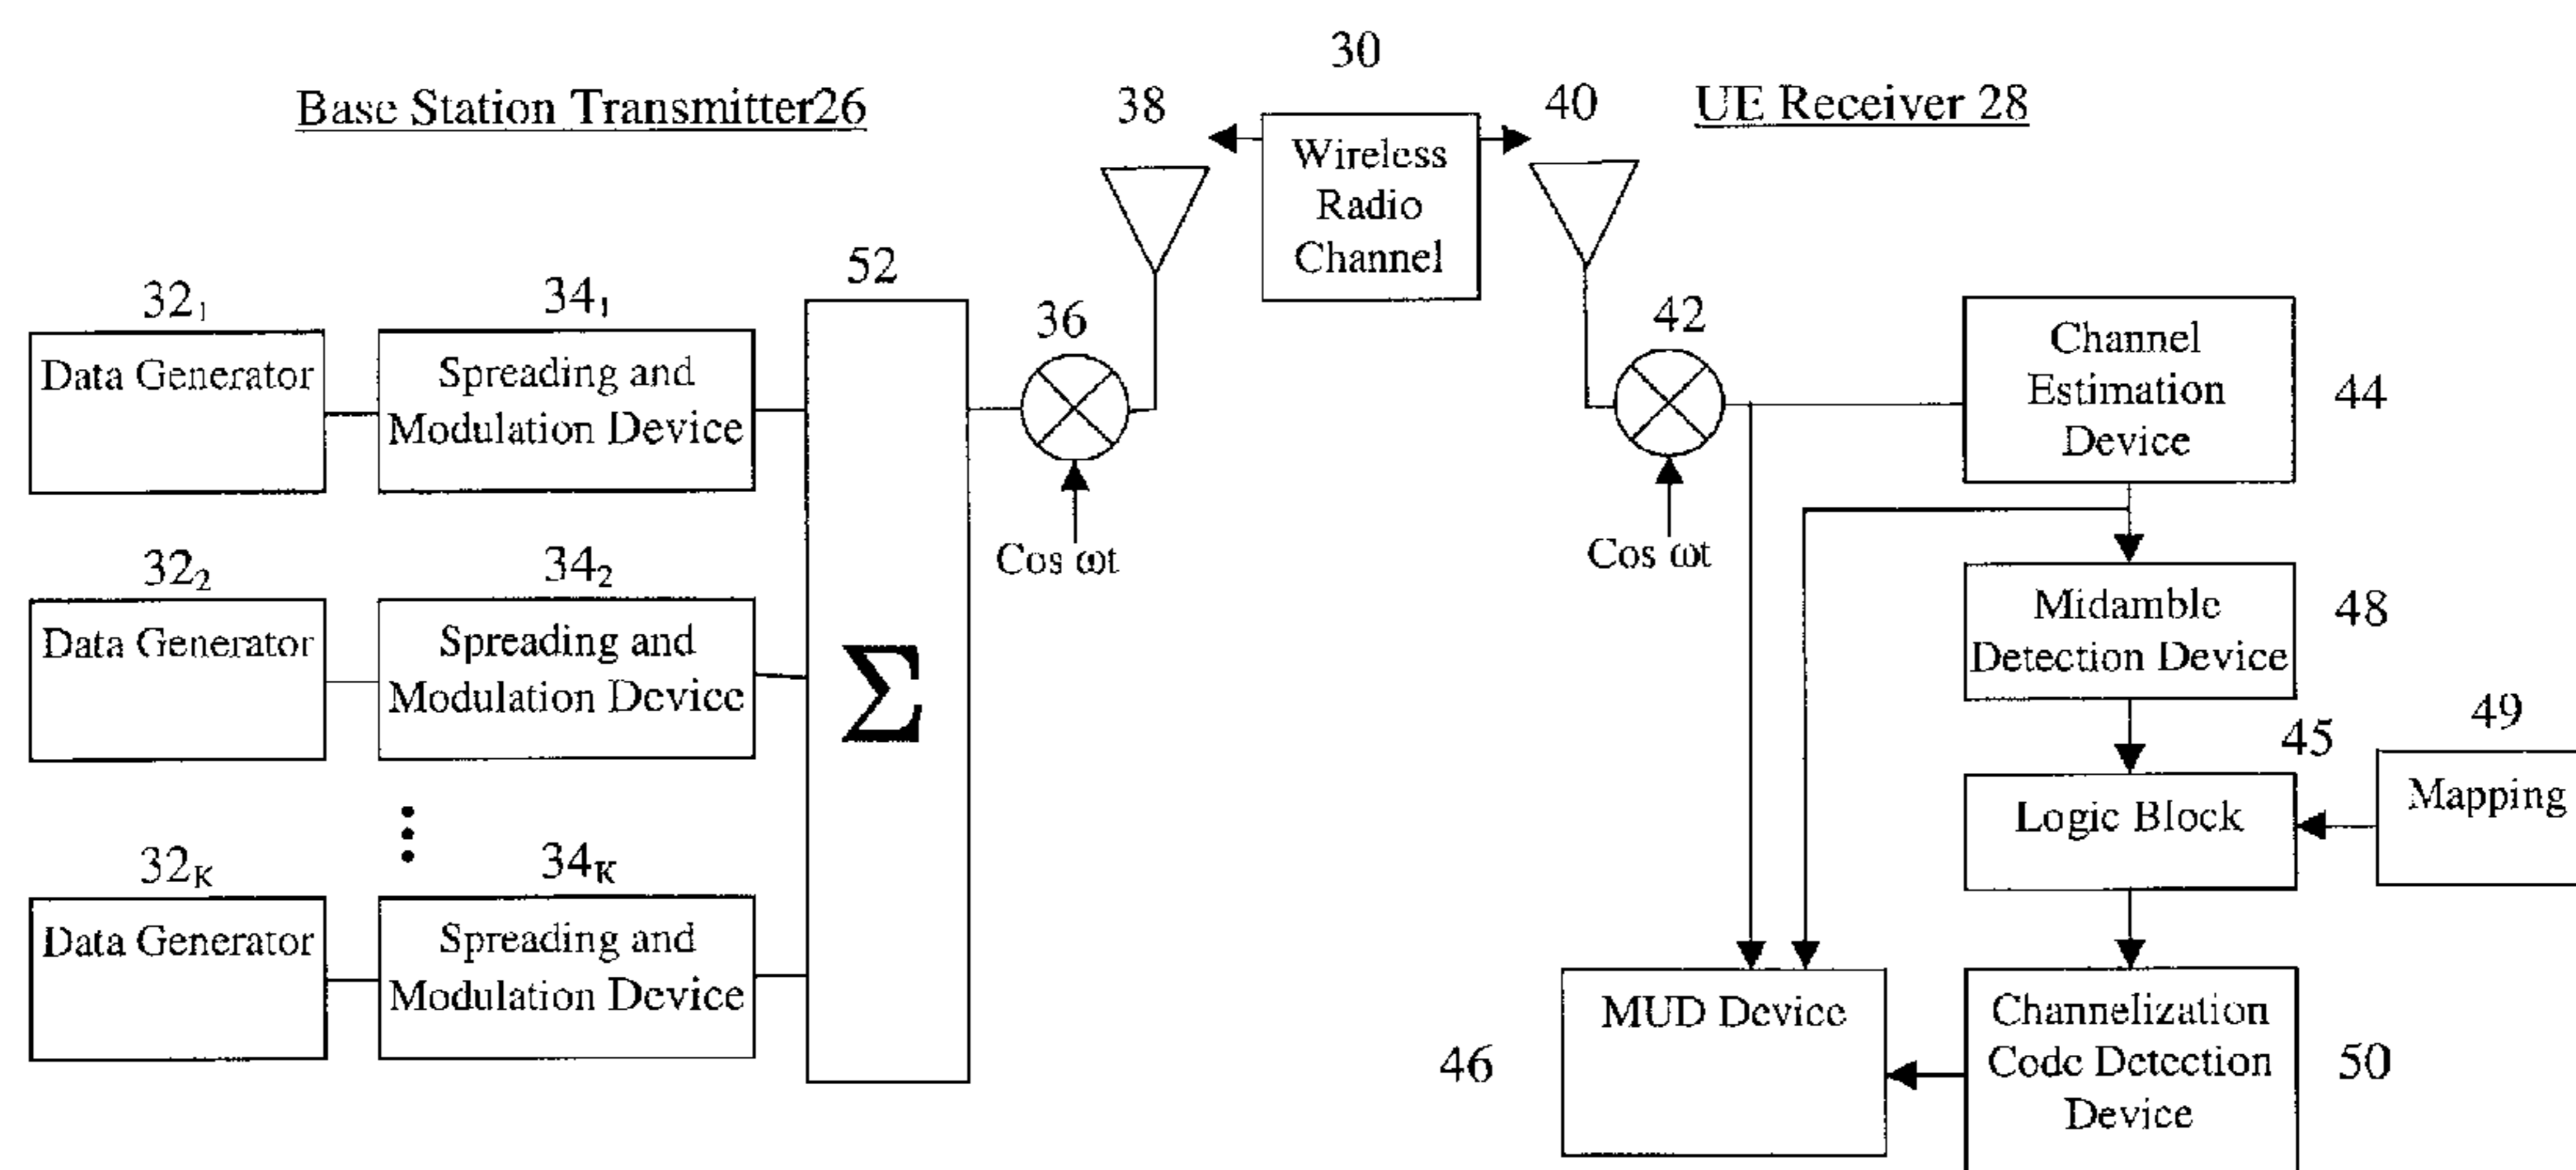 30
Base Station Transmitter26
38
40
UE Receiver 28
Wireless
Radio
Channel
52
32₁
34₁
36
42
Data Generator
Spreading and
Modulation Device
Channel
Estimation
Device
44
Cos ωt
Cos ωt
32₂
34₂
Data Generator
Spreading and
Modulation Device
Σ
Midamble
Detection Device
48
49
45
Mapping
Logic Block
32K
34K
Data Generator
Spreading and
Modulation Device
MUD Device
46
Channelization
Code Detection
Device
50